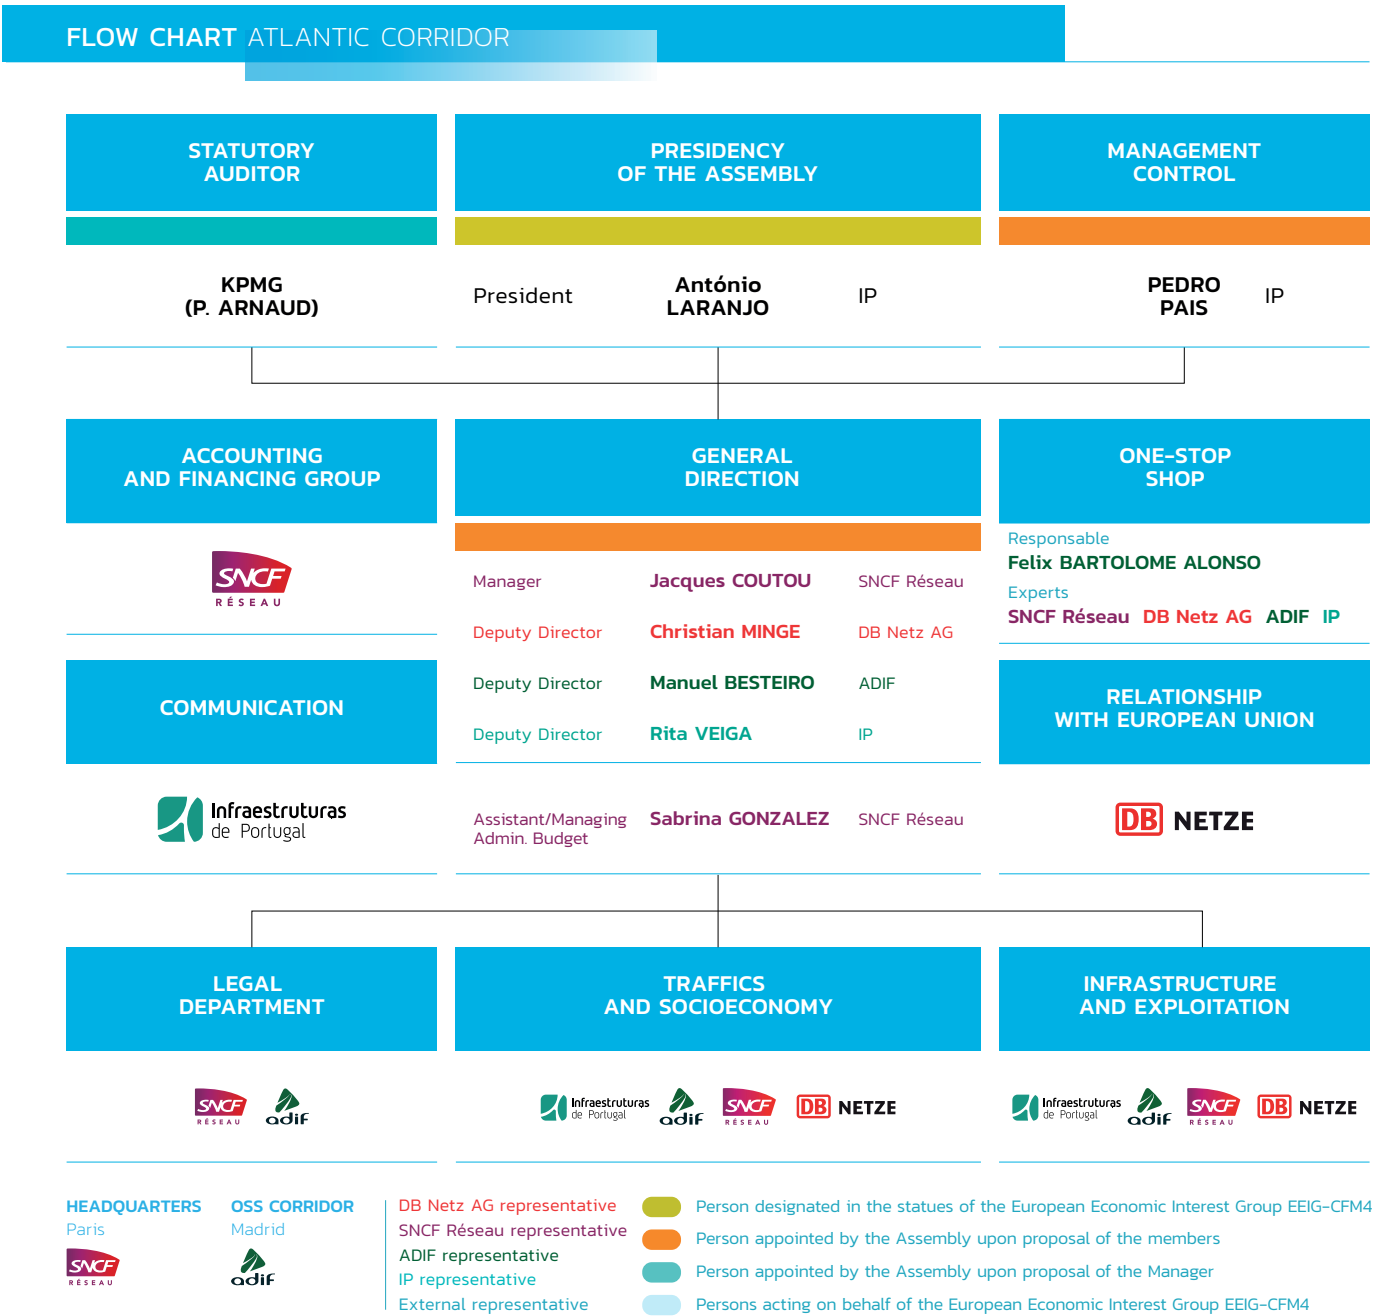 FLOW CHART ATLANTIC CORRIDOR
STATUTORY
AUDITOR
PRESIDENCY
OF THE ASSEMBLY
MANAGEMENT
CONTROL
KPMG
(P. ARNAUD)
President
António
LARANJO
IP
PEDRO
PAIS
IP
ACCOUNTING
AND FINANCING GROUP
SNCF
RÉSEAU
GENERAL
DIRECTION
Manager Jacques COUTOU SNCF Réseau
Deputy Director Christian MINGE DB Netz AG
Deputy Director Manuel BESTEIRO ADIF
Deputy Director Rita VEIGA IP
Assistant/Managing
Admin. Budget
Sabrina GONZALEZ SNCF Réseau
ONE-STOP
SHOP
Responsable
Felix BARTOLOME ALONSO
Experts
SNCF Réseau DB Netz AG ADIF IP
COMMUNICATION
Infraestruturas
de Portugal
RELATIONSHIP
WITH EUROPEAN UNION
DB NETZE
LEGAL
DEPARTMENT
SNCF
RÉSEAU
adif
TRAFFICS
AND SOCIOECONOMY
Infraestruturas
de Portugal
adif
SNCF
RÉSEAU
DB NETZE
INFRASTRUCTURE
AND EXPLOITATION
Infraestruturas
de Portugal
adif
SNCF
RÉSEAU
DB NETZE
HEADQUARTERS
Paris
SNCF
RÉSEAU
OSS CORRIDOR
Madrid
adif
DB Netz AG representative
SNCF Réseau representative
ADIF representative
IP representative
External representative
Person designated in the statues of the European Economic Interest Group EEIG-CFM4
Person appointed by the Assembly upon proposal of the members
Person appointed by the Assembly upon proposal of the Manager
Persons acting on behalf of the European Economic Interest Group EEIG-CFM4